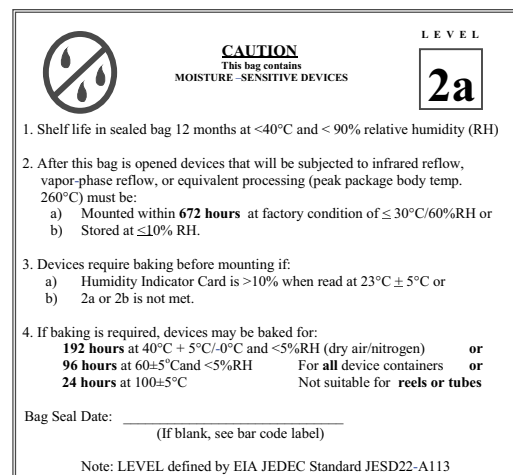 LEVEL
CAUTION
This bag contains
MOISTURE –SENSITIVE DEVICES
2a
1. Shelf life in sealed bag 12 months at <40°C and < 90% relative humidity (RH)
2. After this bag is opened devices that will be subjected to infrared reflow,
vapor-phase reflow, or equivalent processing (peak package body temp.
260°C) must be:
a) Mounted within 672 hours at factory condition of ≤ 30°C/60%RH or
b) Stored at ≤10% RH.
3. Devices require baking before mounting if:
a) Humidity Indicator Card is >10% when read at 23°C ± 5°C or
b) 2a or 2b is not met.
4. If baking is required, devices may be baked for:
192 hours at 40°C + 5°C/-0°C and <5%RH (dry air/nitrogen) or
96 hours at 60±5°Cand <5%RH For all device containers or
24 hours at 100±5°C Not suitable for reels or tubes
Bag Seal Date: ________________________________
(If blank, see bar code label)
Note: LEVEL defined by EIA JEDEC Standard JESD22-A113